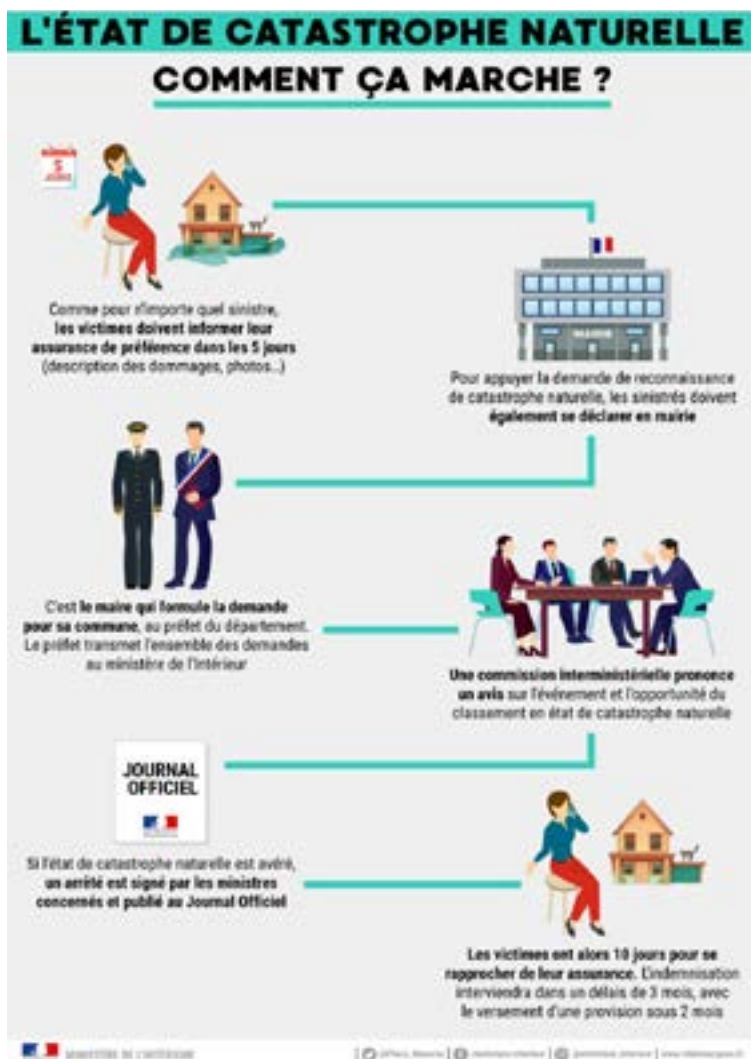 L'ÉTAT DE CATASTROPHE NATURELLE
COMMENT ÇA MARCHE ?
5
JOURS
Comme pour n'importe quel sinistre,
les victimes doivent informer leur
assurance de préférence dans les 5 jours
(description des dommages, photos...)
MAIRIE
Pour appuyer la demande de reconnaissance
de catastrophe naturelle, les sinistrés doivent
également se déclarer en mairie
C'est le maire qui formule la demande
pour sa commune, au préfet du département.
Le préfet transmet l'ensemble des demandes
au ministère de l'Intérieur
Une commission interministérielle prononce
un avis sur l'événement et l'opportunité du
classement en état de catastrophe naturelle
JOURNAL
OFFICIEL
Si l'état de catastrophe naturelle est avéré,
un arrêté est signé par les ministres
concernés et publié au Journal Officiel
Les victimes ont alors 10 jours pour se
rapprocher de leur assurance. L'indemnisation
interviendra dans un délai de 3 mois, avec
le versement d'une provision sous 2 mois
MINISTÈRE DE L'INTÉRIEUR